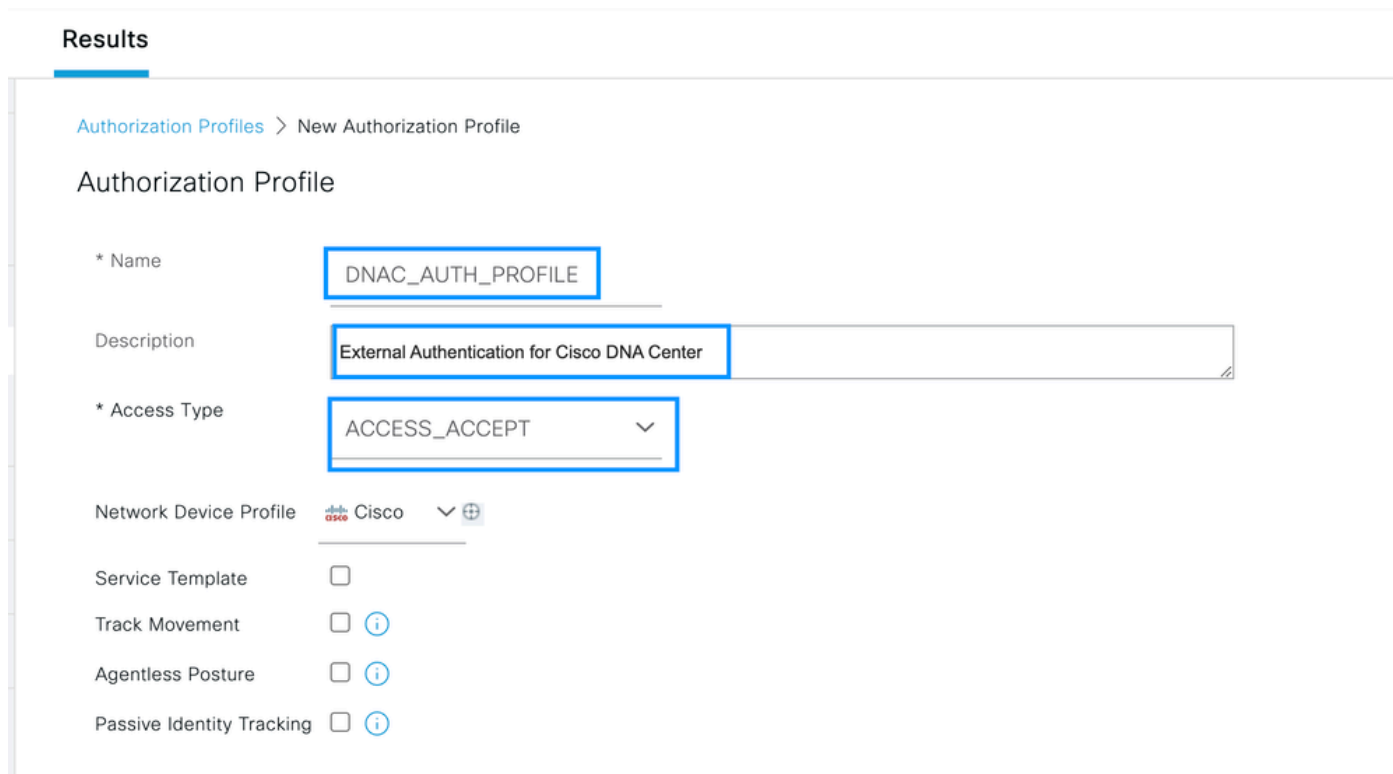 Results
Authorization Profiles > New Authorization Profile
Authorization Profile
* Name
DNAC_AUTH_PROFILE
Description
External Authentication for Cisco DNA Center
* Access Type
ACCESS_ACCEPT
Network Device Profile
cisco Cisco
Service Template
Track Movement
Agentless Posture
Passive Identity Tracking